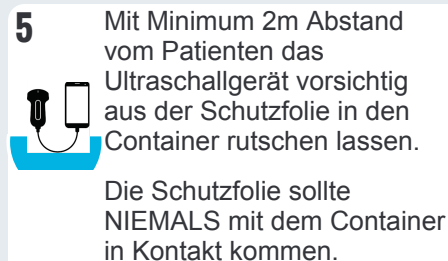 5
Mit Minimum 2m Abstand
vom Patienten das
Ultraschallgerät vorsichtig
aus der Schutzfolie in den
Container rutschen lassen.
Die Schutzfolie sollte
NIEMALS mit dem Container
in Kontakt kommen.